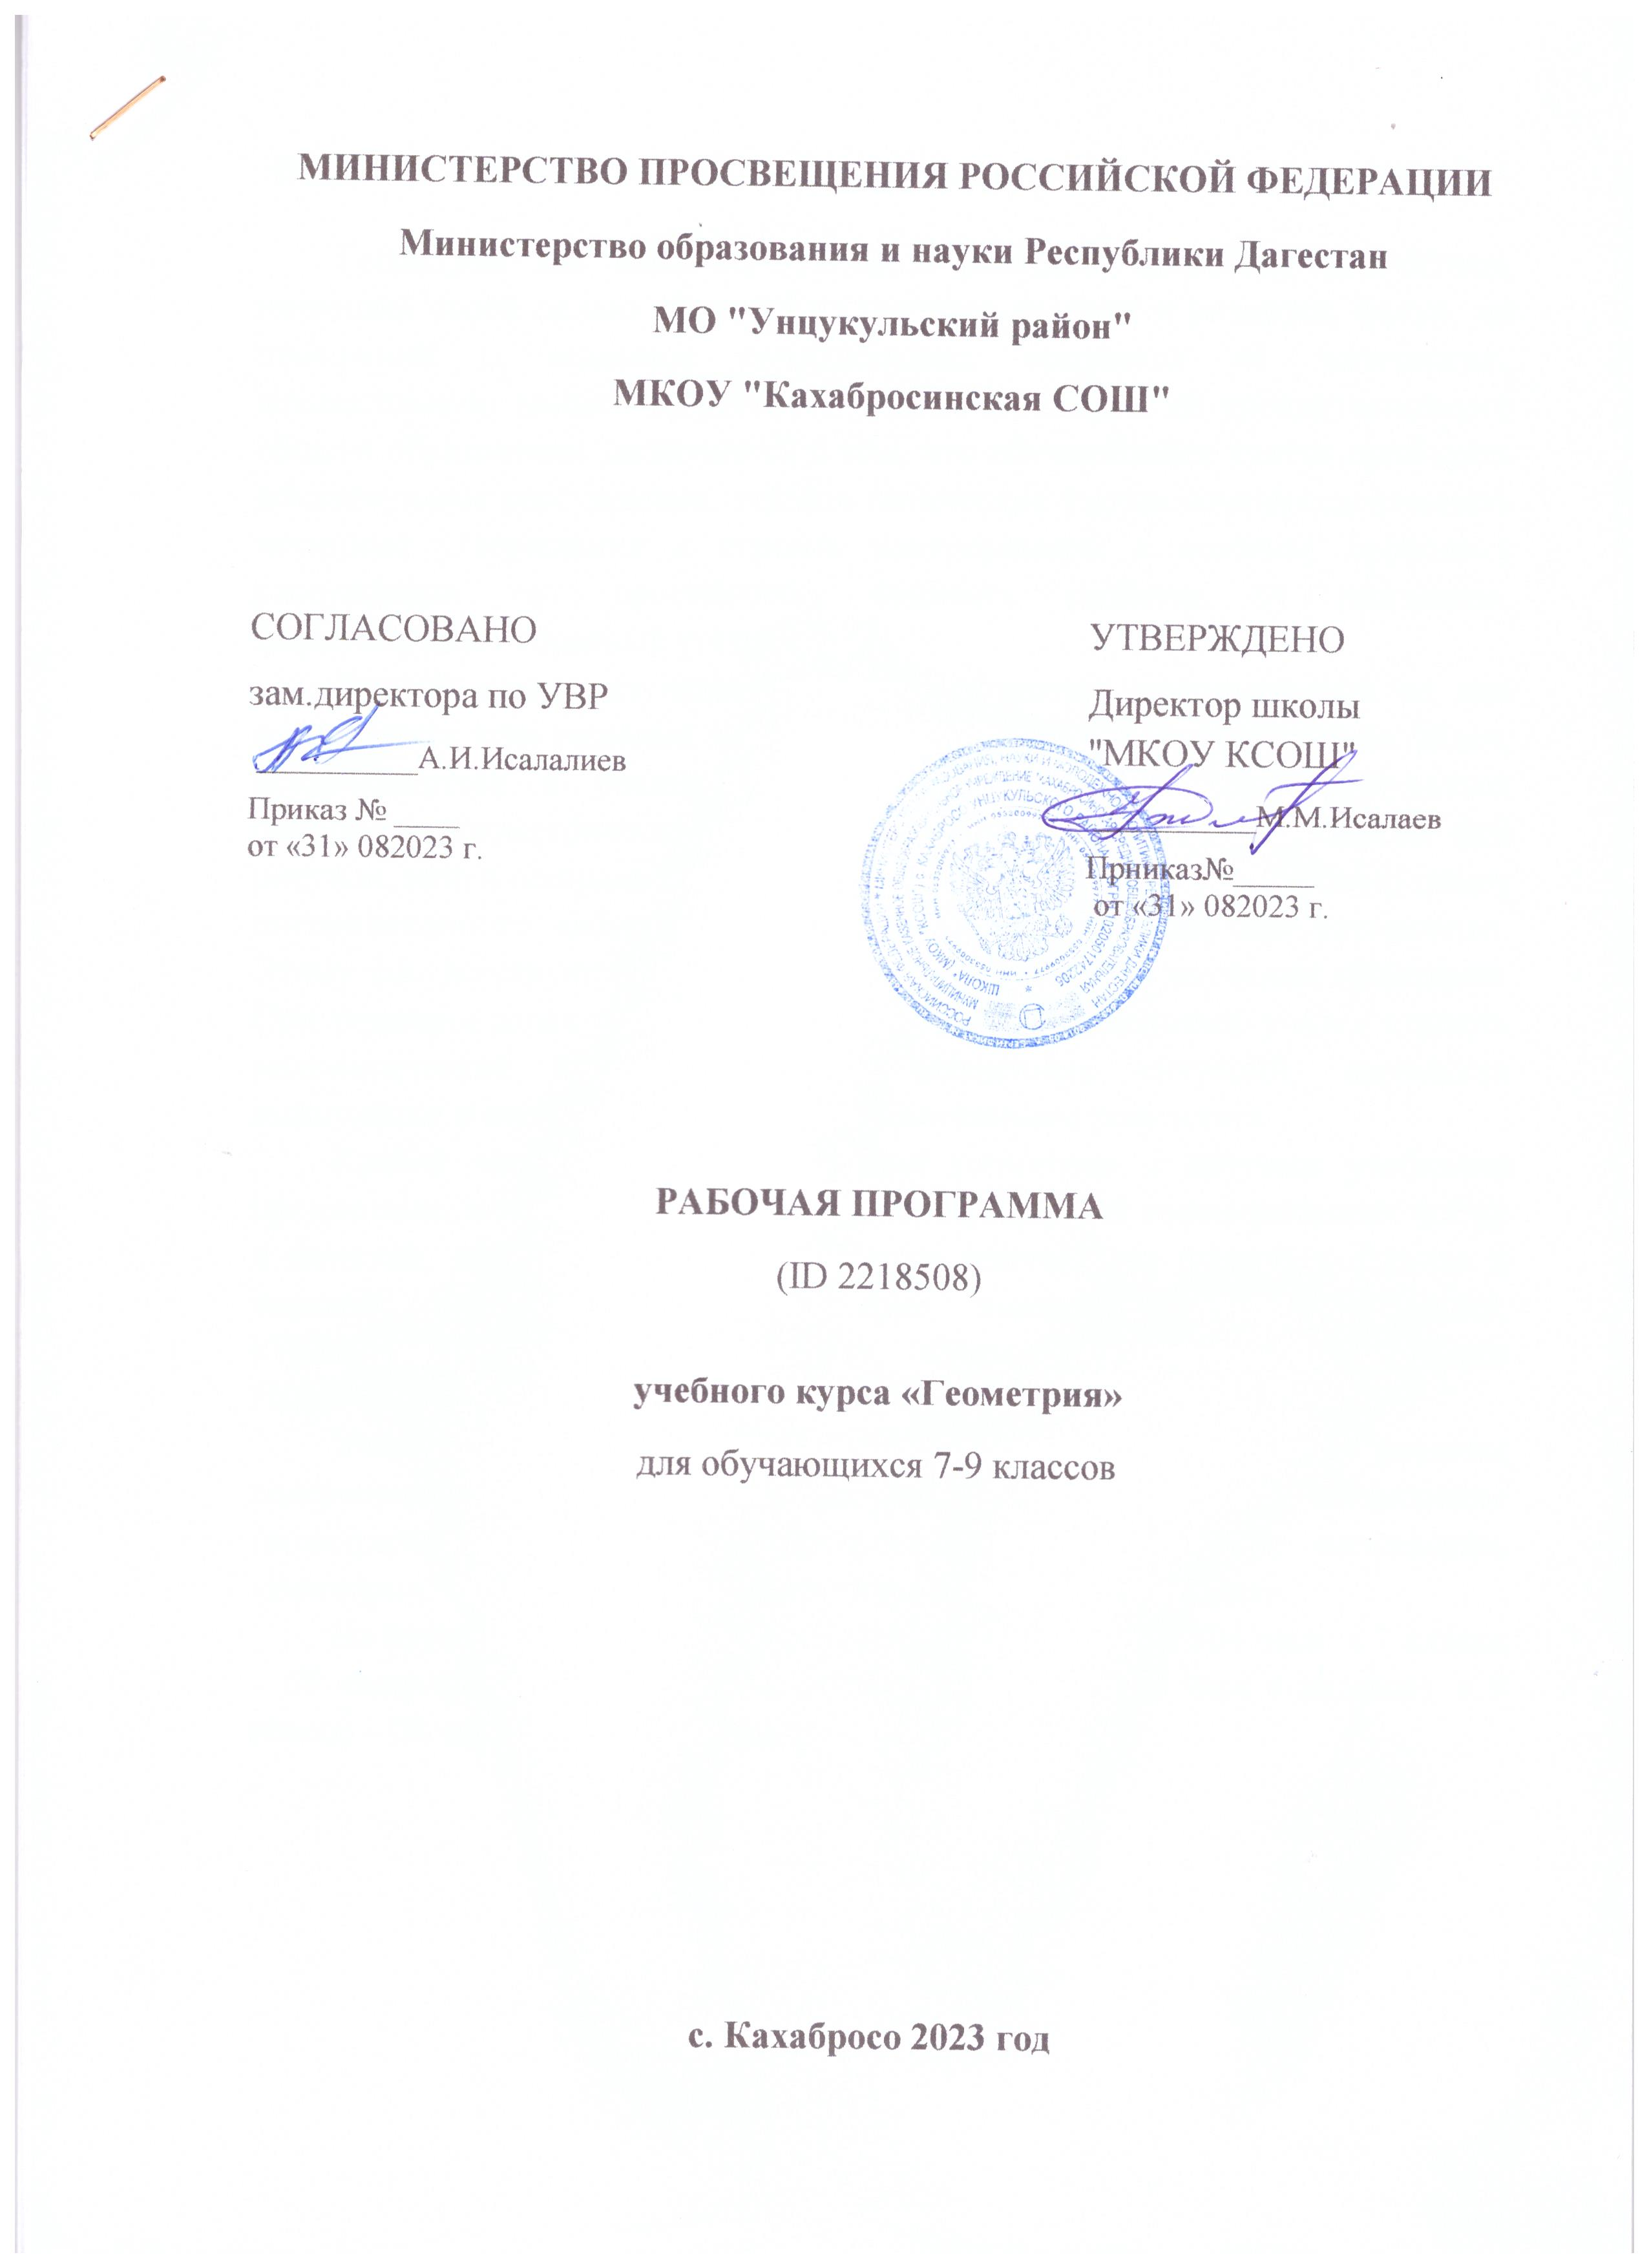 МИНИСТЕРСТВО ПРОСВЕЩЕНИЯ РОССИЙСКОЙ ФЕДЕРАЦИИ
Министерство образования и науки Республики Дагестан
МО "Унцукульский район"
МКОУ "Кахабросинская СОШ"
СОГЛАСОВАНО
зам.директора по УВР
__________А.И.Исалалиев
Приказ № ____
от «31» 082023 г.
УТВЕРЖДЕНО
Директор школы
"МКОУ КСОШ"
__________М.М.Исалаев
Прниказ№_____
от «31» 082023 г.
РАБОЧАЯ ПРОГРАММА
(ID 2218508)
учебного курса «Геометрия»
для обучающихся 7-9 классов
с. Кахабросо 2023 год